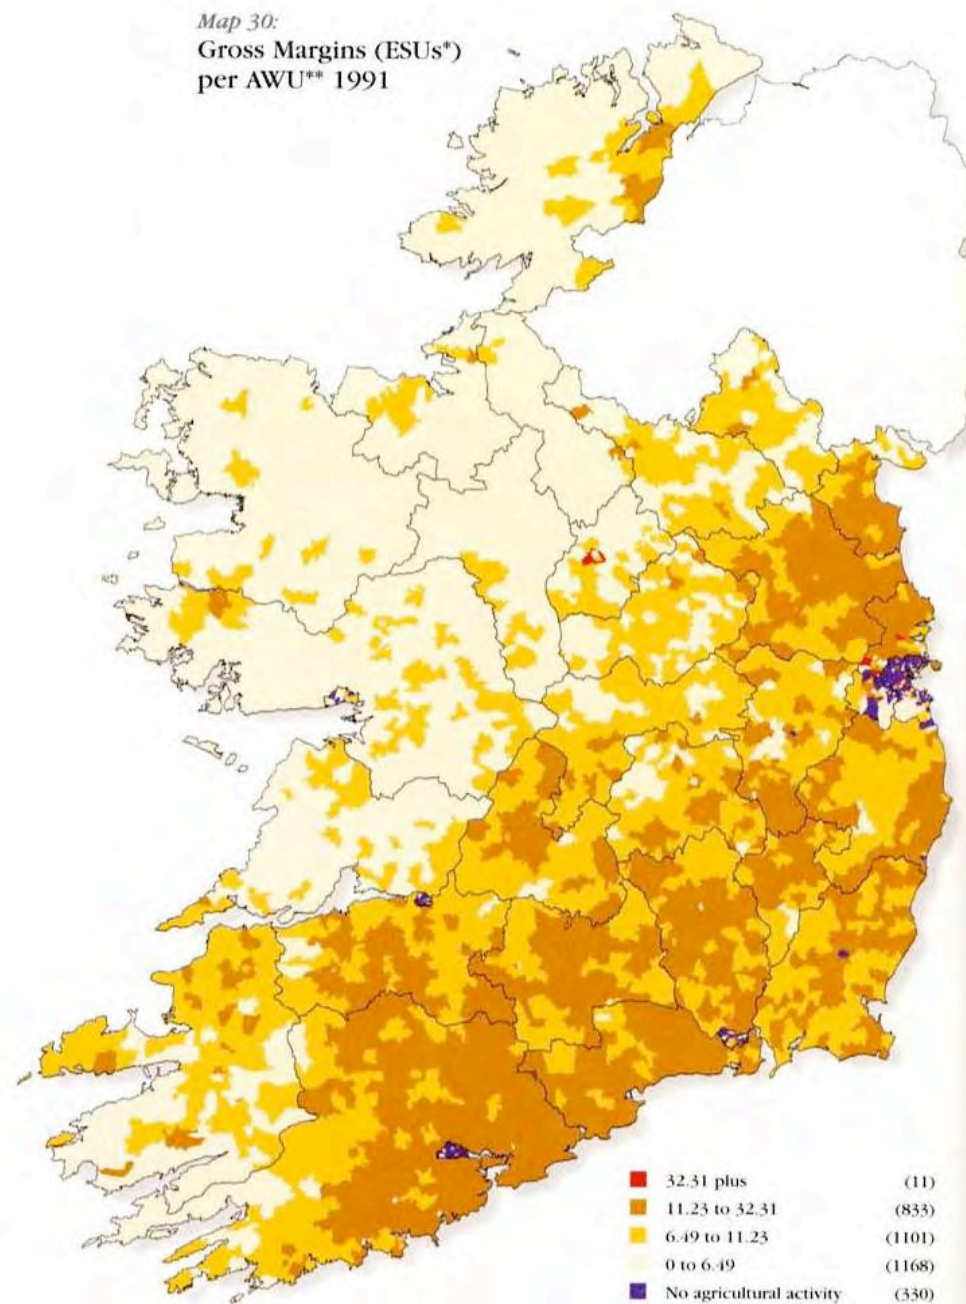 Map 30:
Gross Margins (ESUs*)
per AWU** 1991
32.31 plus (11)
11.23 to 32.31 (833)
6.49 to 11.23 (1101)
0 to 6.49 (1168)
No agricultural activity (330)